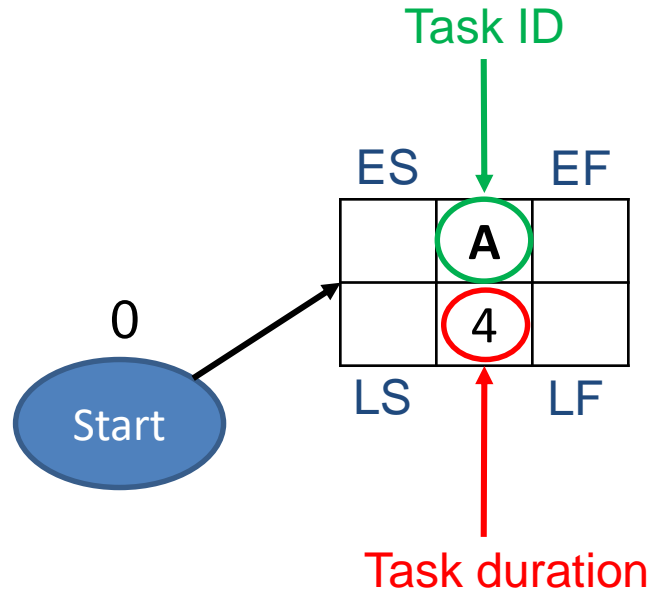 Task ID
ES EF
A
0
4
Start
LS LF
Task duration